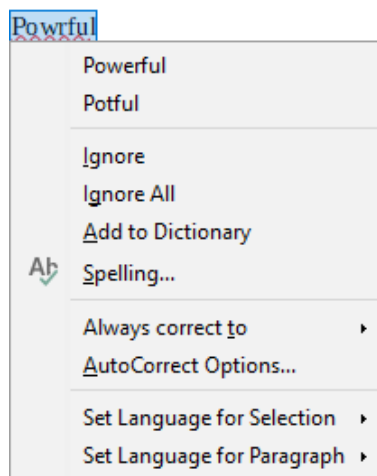 Powrful
Powerful
Potful
Ignore
Ignore All
Add to Dictionary
Spelling...
Always correct to
AutoCorrect Options...
Set Language for Selection
Set Language for Paragraph